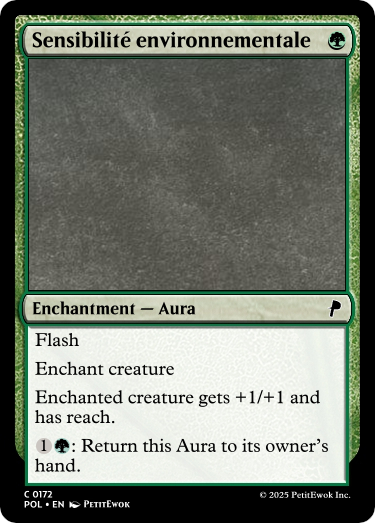 Sensibilité environnementale
Enchantment — Aura
Flash
Enchant creature
Enchanted creature gets +1/+1 and
has reach.
1: Return this Aura to its owner's
hand.
C 0172
POL • EN PetitEwok
© 2025 PetitEwok Inc.